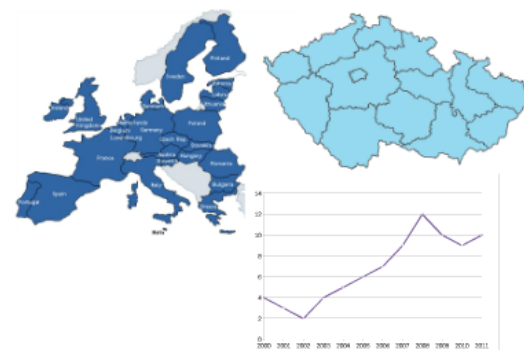 Finland
Sweden
Estonia
Latvia
Lithuania
Denmark
Ireland
United
Kingdom
Netherlands
Belgium
Germany
Poland
Luxembourg
Czech Rep.
Slovakia
France
Austria
Hungary
Slovenia
Romania
Italy
Bulgaria
Portugal
Spain
Greece
Malta
14
12
10
8
6
4
2
0
2000 2001 2002 2003 2004 2005 2006 2007 2008 2009 2010 2011